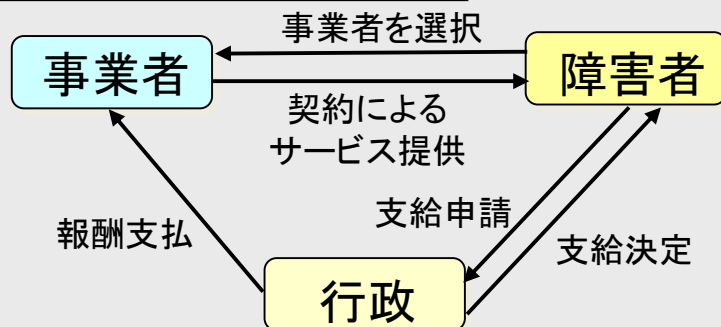 事業者を選択
事業者
障害者
契約による
サービス提供
報酬支払
支給申請
支給決定
行政